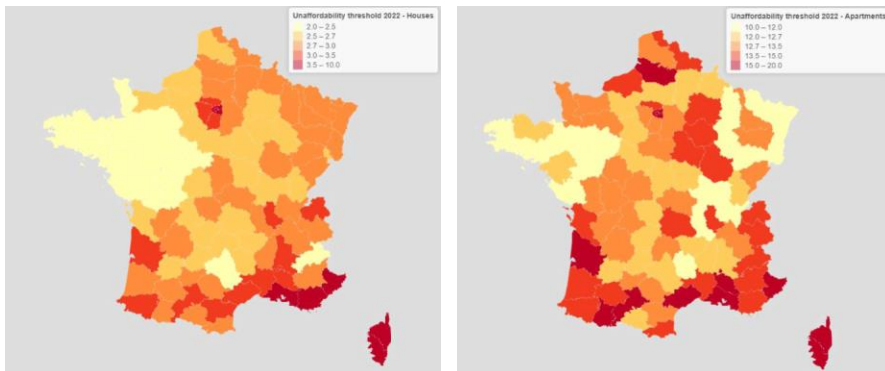 Unaffordability threshold 2022 - Houses
2.0 – 2.5
2.5 – 2.7
2.7 – 3.0
3.0 – 3.5
3.5 – 10.0
Unaffordability threshold 2022 - Apartments
10.0 – 12.0
12.0 – 12.7
12.7 – 13.5
13.5 – 15.0
15.0 – 20.0